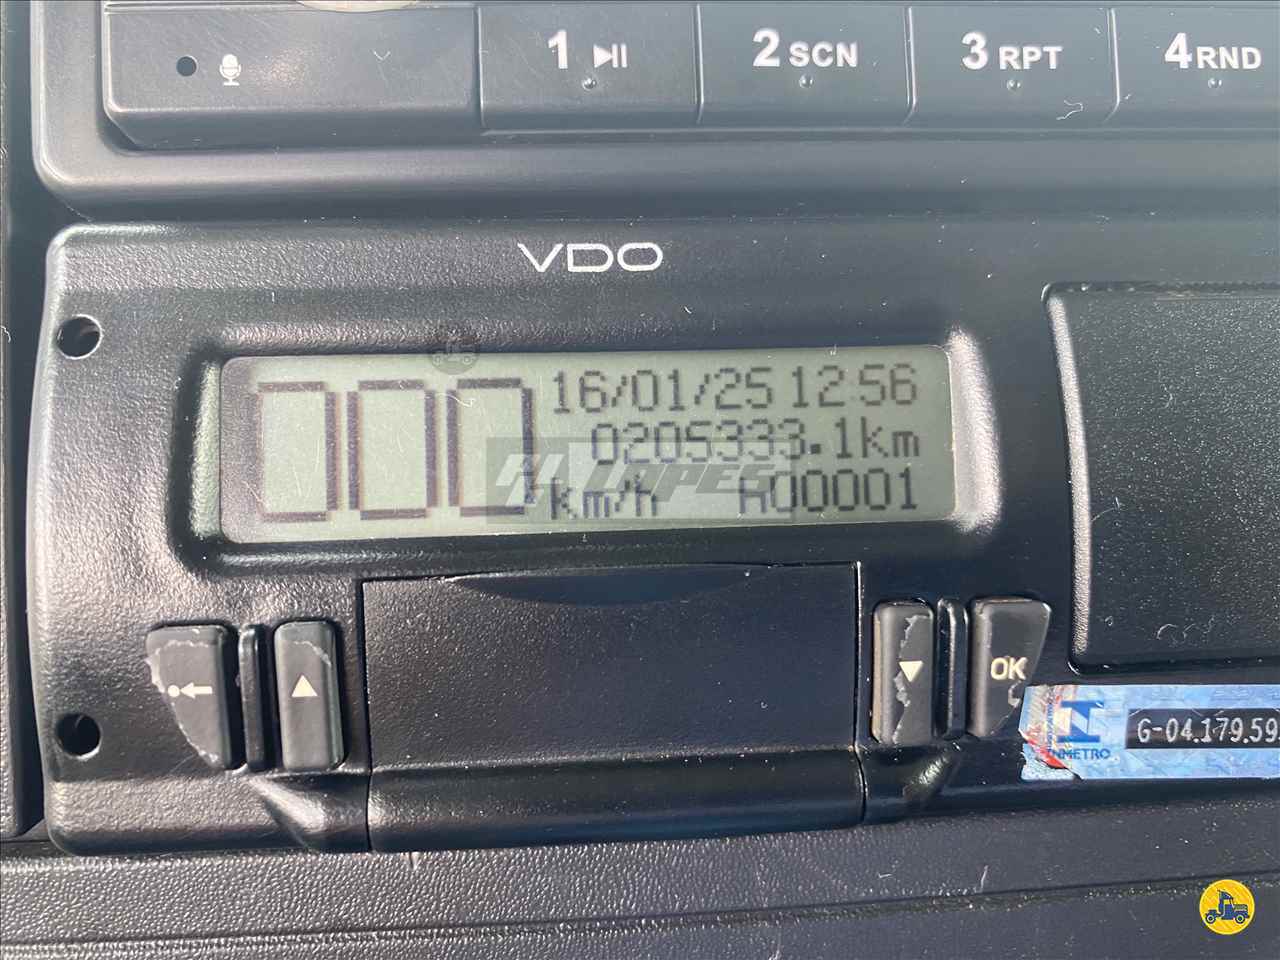 1
2 SCN
3 RPT
4 RND
VDO
000
16/01/25 12:56
0205333.1km
km/h
A00001
OK
INMETRO
G-04.179.59